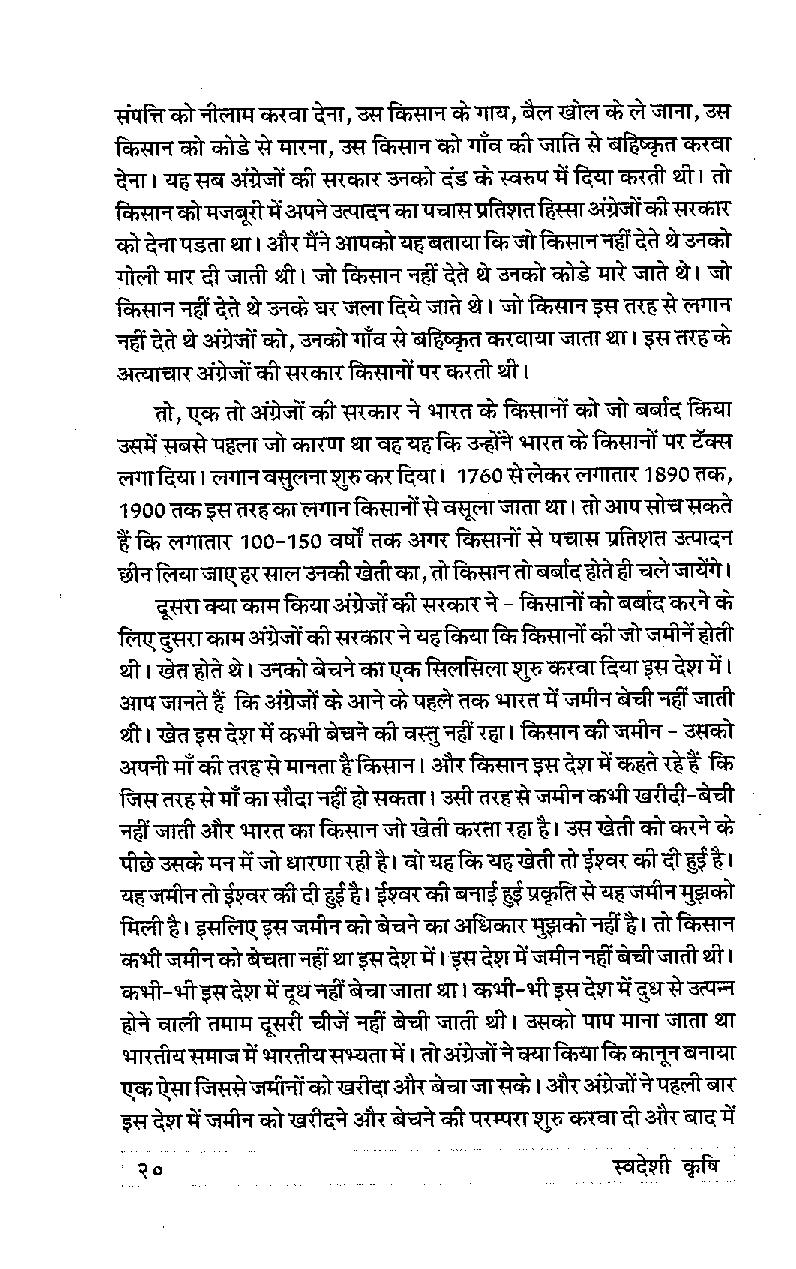 संपत्ति को नीलाम करवा देना, उस किसान के गाय, बैल खोल के ले जाना, उस
किसान को कोडे से मारना, उस किसान को गाँव की जाति से बहिष्कृत करवा
देना। यह सब अंग्रेजों की सरकार उनको दंड के स्वरुप में दिया करती थी। तो
किसान को मजबूरी में अपने उत्पादन का पचास प्रतिशत हिस्सा अंग्रेजों की सरकार
को देना पडता था। और मैंने आपको यह बताया कि जो किसान नहीं देते थे उनको
गोली मार दी जाती थी। जो किसान नहीं देते थे उनको कोडे मारे जाते थे। जो
किसान नहीं देते थे उनके घर जला दिये जाते थे। जो किसान इस तरह से लगान
नहीं देते थे अंग्रेजों को, उनको गाँव से बहिष्कृत करवाया जाता था। इस तरह के
अत्याचार अंग्रेजों की सरकार किसानों पर करती थी।
तो, एक तो अंग्रेजों की सरकार ने भारत के किसानों को जो बर्बाद किया
उसमें सबसे पहला जो कारण था वह यह कि उन्होंने भारत के किसानों पर टॅक्स
लगा दिया। लगान वसुलना शुरु कर दिया। 1760 से लेकर लगातार 1890 तक,
1900 तक इस तरह का लगान किसानों से वसूला जाता था। तो आप सोच सकते
हैं कि लगातार 100-150 वर्षों तक अगर किसानों से पचास प्रतिशत उत्पादन
छीन लिया जाए हर साल उनकी खेती का, तो किसान तो बर्बाद होते ही चले जायेंगे।
दूसरा क्या काम किया अंग्रेजों की सरकार ने - किसानों को बर्बाद करने के
लिए दुसरा काम अंग्रेजों की सरकार ने यह किया कि किसानों की जो जमीनें होती
थी। खेत होते थे। उनको बेचने का एक सिलसिला शुरु करवा दिया इस देश में।
आप जानते हैं कि अंग्रेजों के आने के पहले तक भारत में जमीन बेची नहीं जाती
थी। खेत इस देश में कभी बेचने की वस्तु नहीं रहा। किसान की जमीन - उसको
अपनी माँ की तरह से मानता है किसान। और किसान इस देश में कहते रहे हैं कि
जिस तरह से माँ का सौदा नहीं हो सकता। उसी तरह से जमीन कभी खरीदी-बेची
नहीं जाती और भारत का किसान जो खेती करता रहा है। उस खेती को करने के
पीछे उसके मन में जो धारणा रही है। वो यह कि यह खेती तो ईश्वर की दी हुई है।
यह जमीन तो ईश्वर की दी हुई है। ईश्वर की बनाई हुई प्रकृति से यह जमीन मुझको
मिली है। इसलिए इस जमीन को बेचने का अधिकार मुझको नहीं है। तो किसान
कभी जमीन को बेचता नहीं था इस देश में। इस देश में जमीन नहीं बेची जाती थी।
कभी-भी इस देश में दूध नहीं बेचा जाता था। कभी-भी इस देश में दुध से उत्पन्न
होने वाली तमाम दूसरी चीजें नहीं बेची जाती थी। उसको पाप माना जाता था
भारतीय समाज में भारतीय सभ्यता में। तो अंग्रेजों ने क्या किया कि कानून बनाया
एक ऐसा जिससे जमीनों को खरीदा और बेचा जा सके। और अंग्रेजों ने पहली बार
इस देश में जमीन को खरीदने और बेचने की परम्परा शुरु करवा दी और बाद में
२०
स्वदेशी कृषि